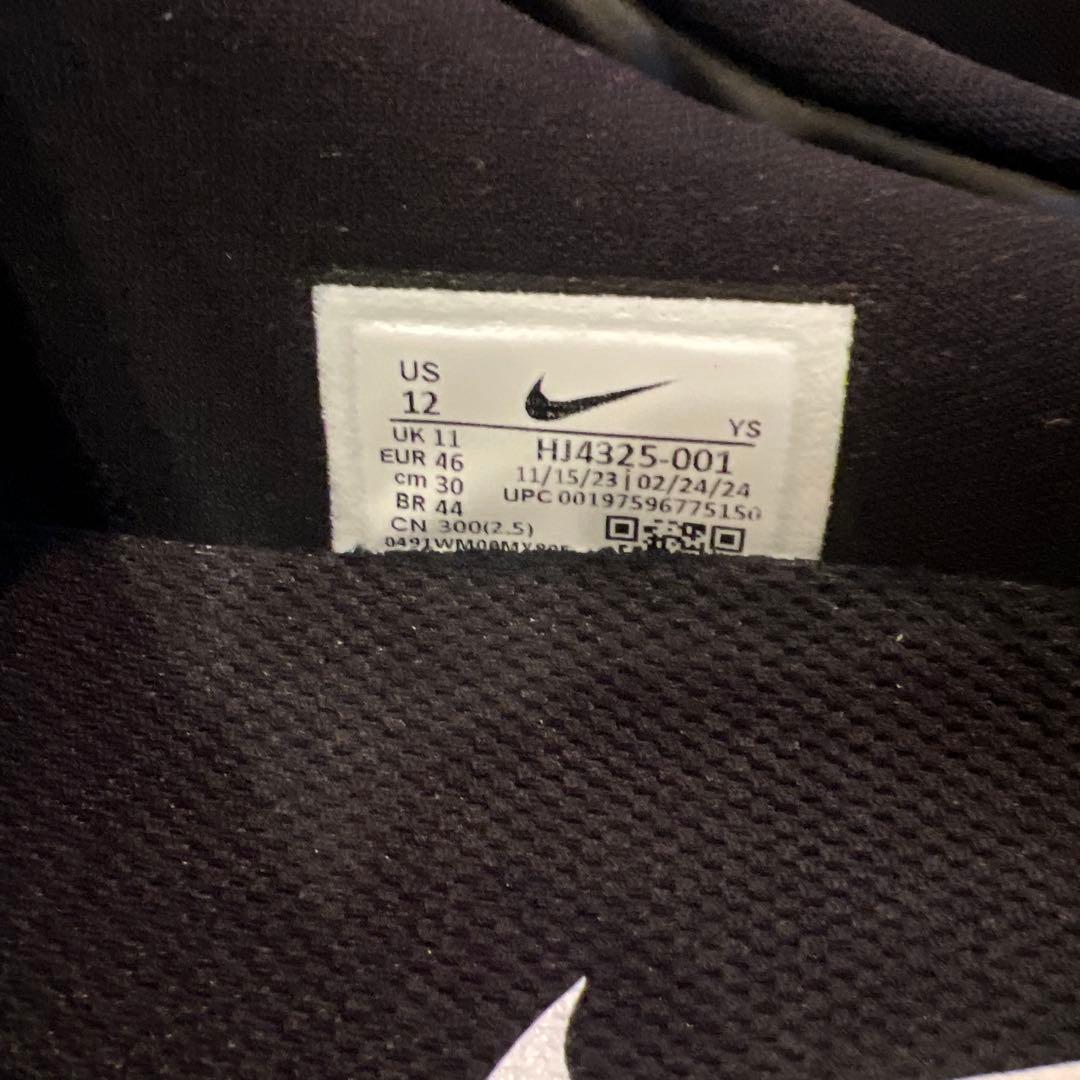 US
12
YS
UK 11
EUR 46
cm 30
BR 44
CN 300(2.5)
HJ4325-001
11/15/23 | 02/24/24
UPC 00197596775150